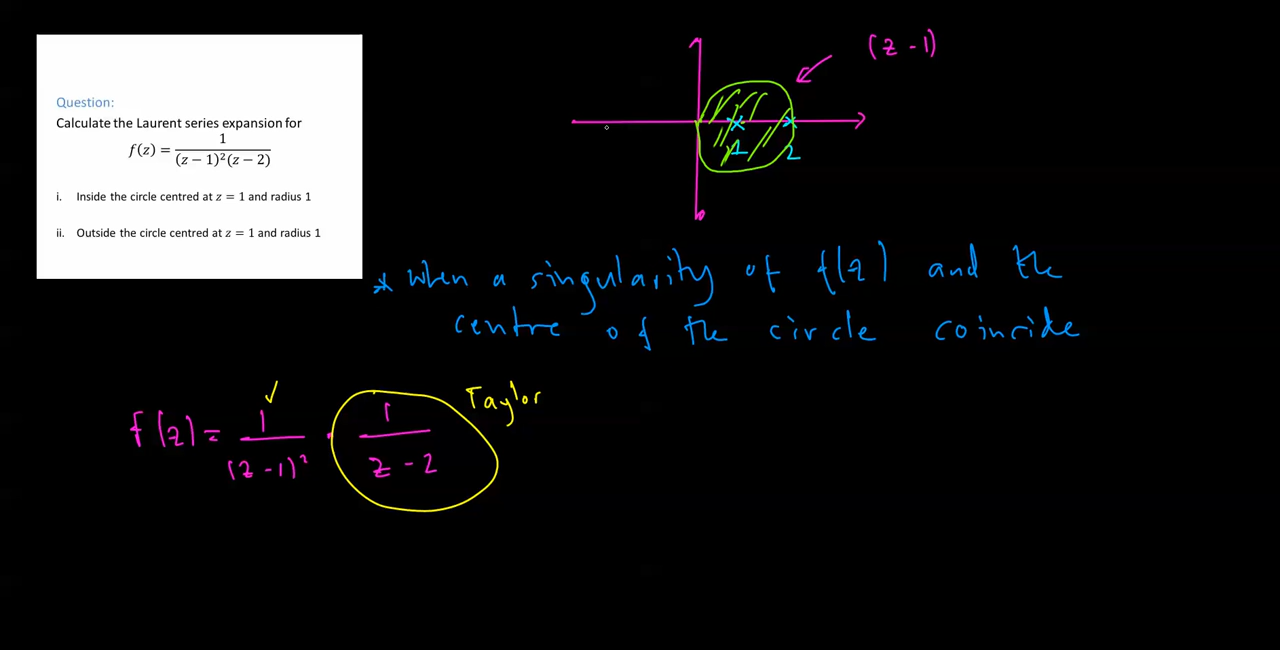 Question:
Calculate the Laurent series expansion for
f(z) = 1 / ((z − 1)²(z − 2))
i. Inside the circle centred at z = 1 and radius 1
ii. Outside the circle centred at z = 1 and radius 1
(z - 1)
1 2
* when a singularity of f(z) and the
centre of the circle coincide
Taylor
f(z) = 1/(z - 1)² · 1/(z - 2)